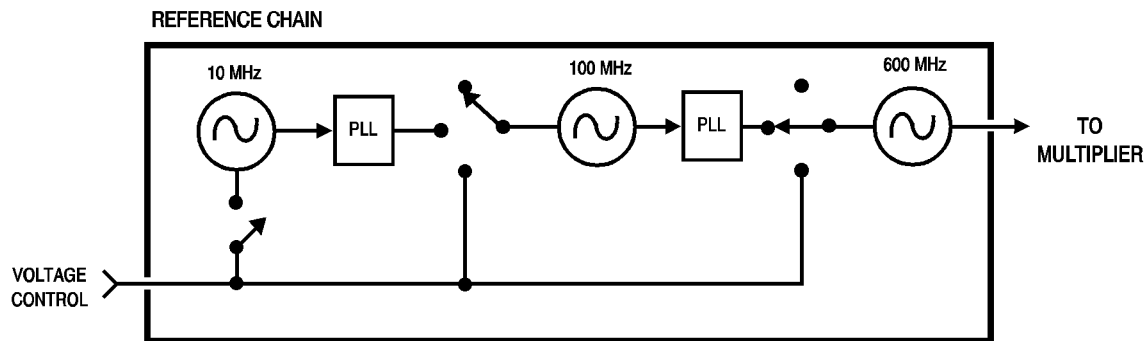 REFERENCE CHAIN
10 MHz
100 MHz
600 MHz
PLL
PLL
TO
MULTIPLIER
VOLTAGE
CONTROL